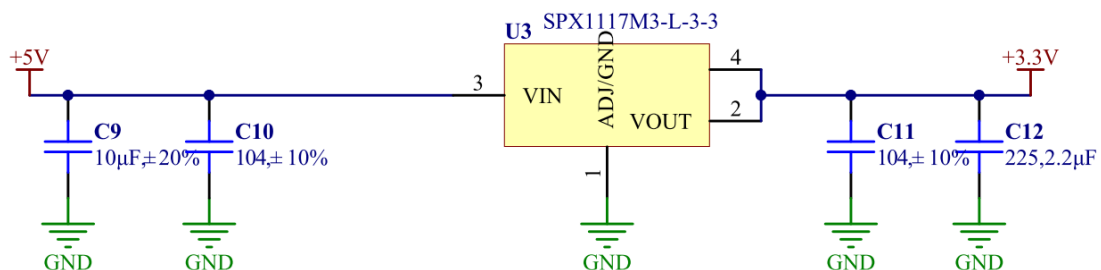 U3 SPX1117M3-L-3-3
+5V
+3.3V
3
VIN
ADJ/GND
VOUT
4
2
1
C9
10μF,±20%
C10
104,±10%
C11
104,±10%
C12
225,2.2μF
GND
GND
GND
GND
GND